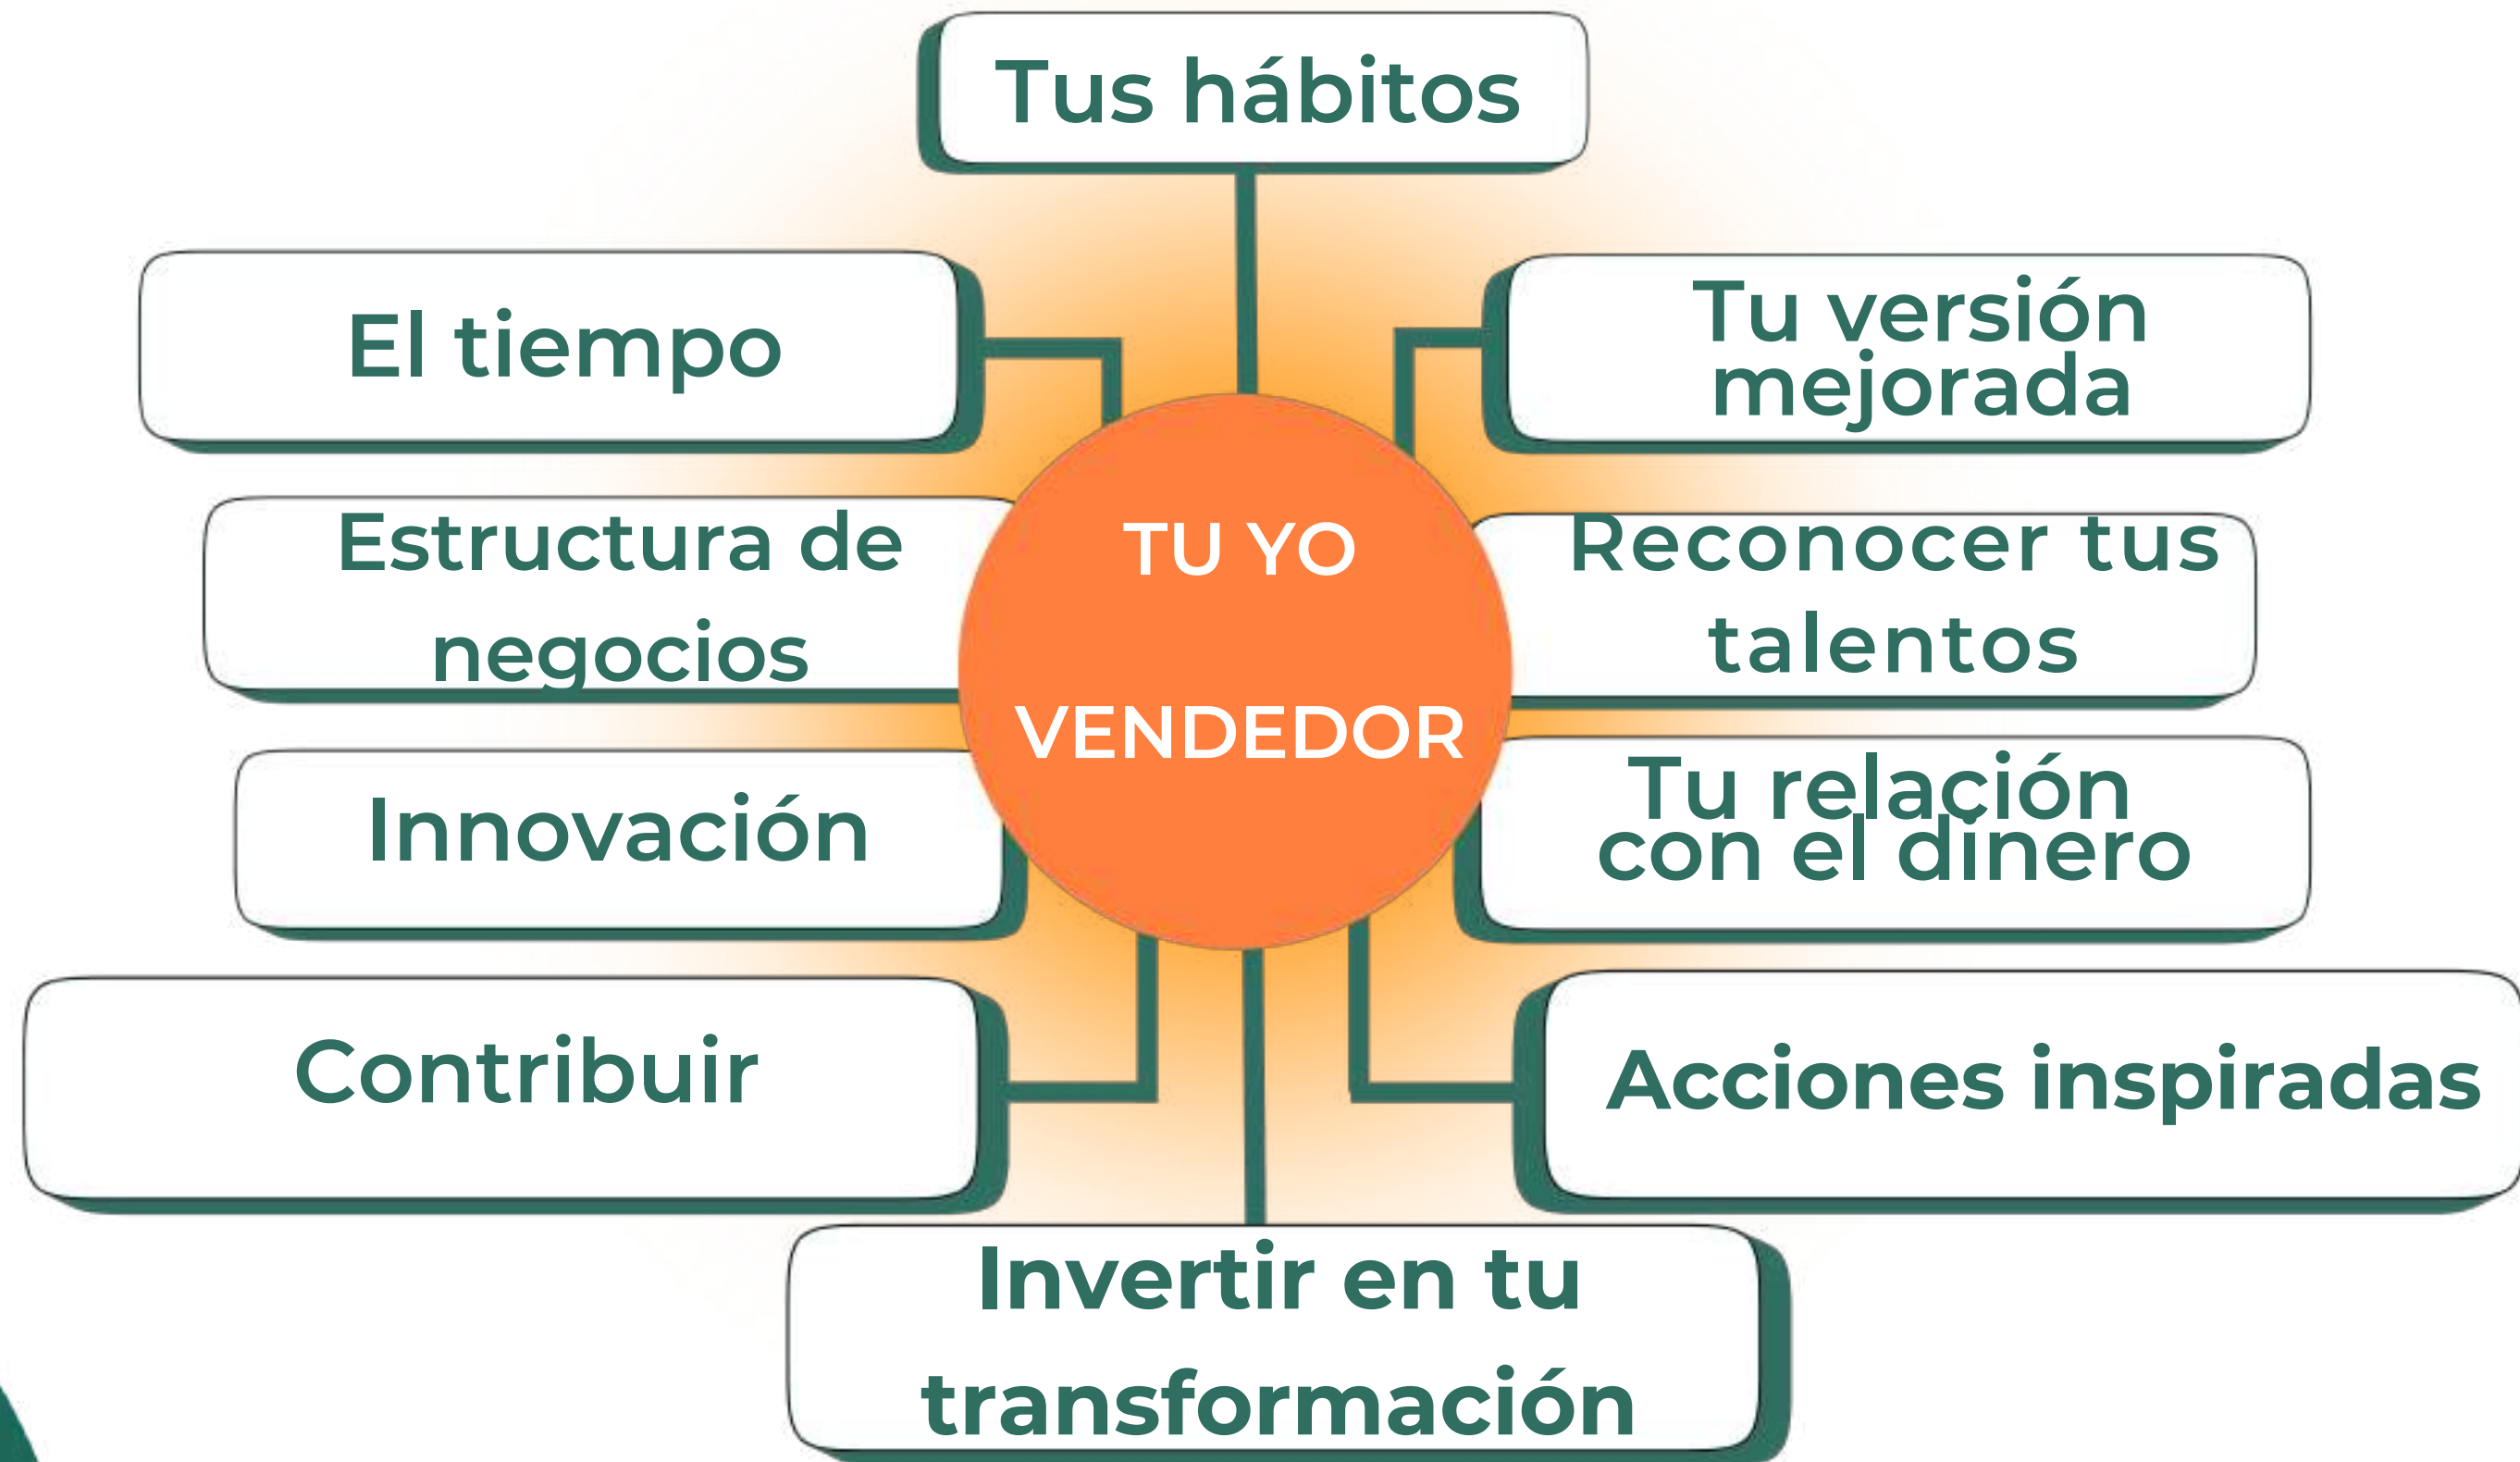 Tus hábitos
El tiempo
Tu versión
mejorada
Estructura de
negocios
TU YO
VENDEDOR
Reconocer tus
talentos
Innovación
Tu relación
con el dinero
Contribuir
Acciones inspiradas
Invertir en tu
transformación